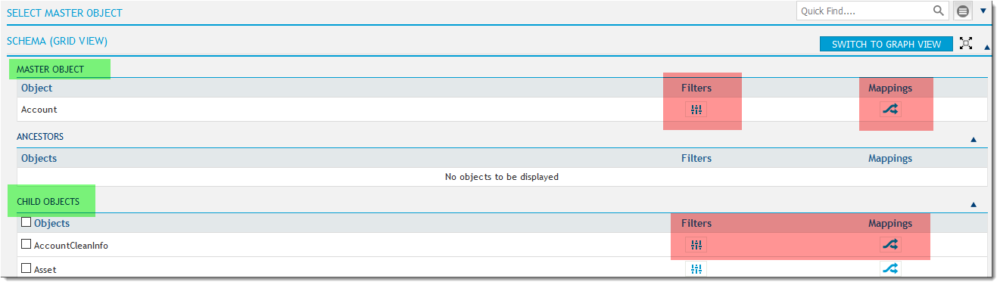 SELECT MASTER OBJECT
Quick Find....
SCHEMA (GRID VIEW)
SWITCH TO GRAPH VIEW
MASTER OBJECT
Object Filters Mappings
Account
ANCESTORS
Objects Filters Mappings
No objects to be displayed
CHILD OBJECTS
Objects Filters Mappings
AccountCleanInfo
Asset